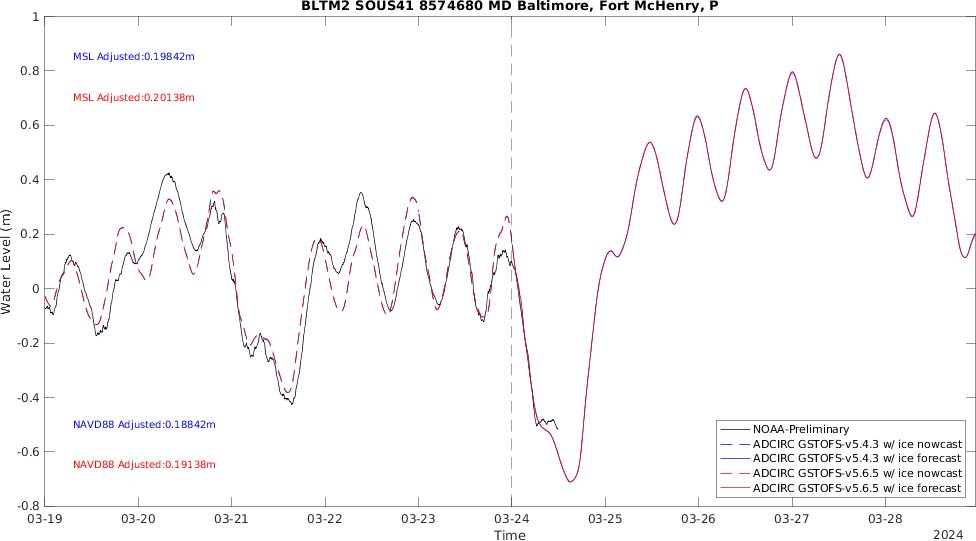 BLTM2 SOUS41 8574680 MD Baltimore, Fort McHenry, P
1
0.8
0.6
0.4
0.2
0
-0.2
-0.4
-0.6
-0.8
Water Level (m)
MSL Adjusted:0.19842m
MSL Adjusted:0.20138m
NAVD88 Adjusted:0.18842m
NAVD88 Adjusted:0.19138m
NOAA-Preliminary
ADCIRC GSTOFS-v5.4.3 w/ ice nowcast
ADCIRC GSTOFS-v5.4.3 w/ ice forecast
ADCIRC GSTOFS-v5.6.5 w/ ice nowcast
ADCIRC GSTOFS-v5.6.5 w/ ice forecast
03-19 03-20 03-21 03-22 03-23 03-24 03-25 03-26 03-27 03-28
Time
2024